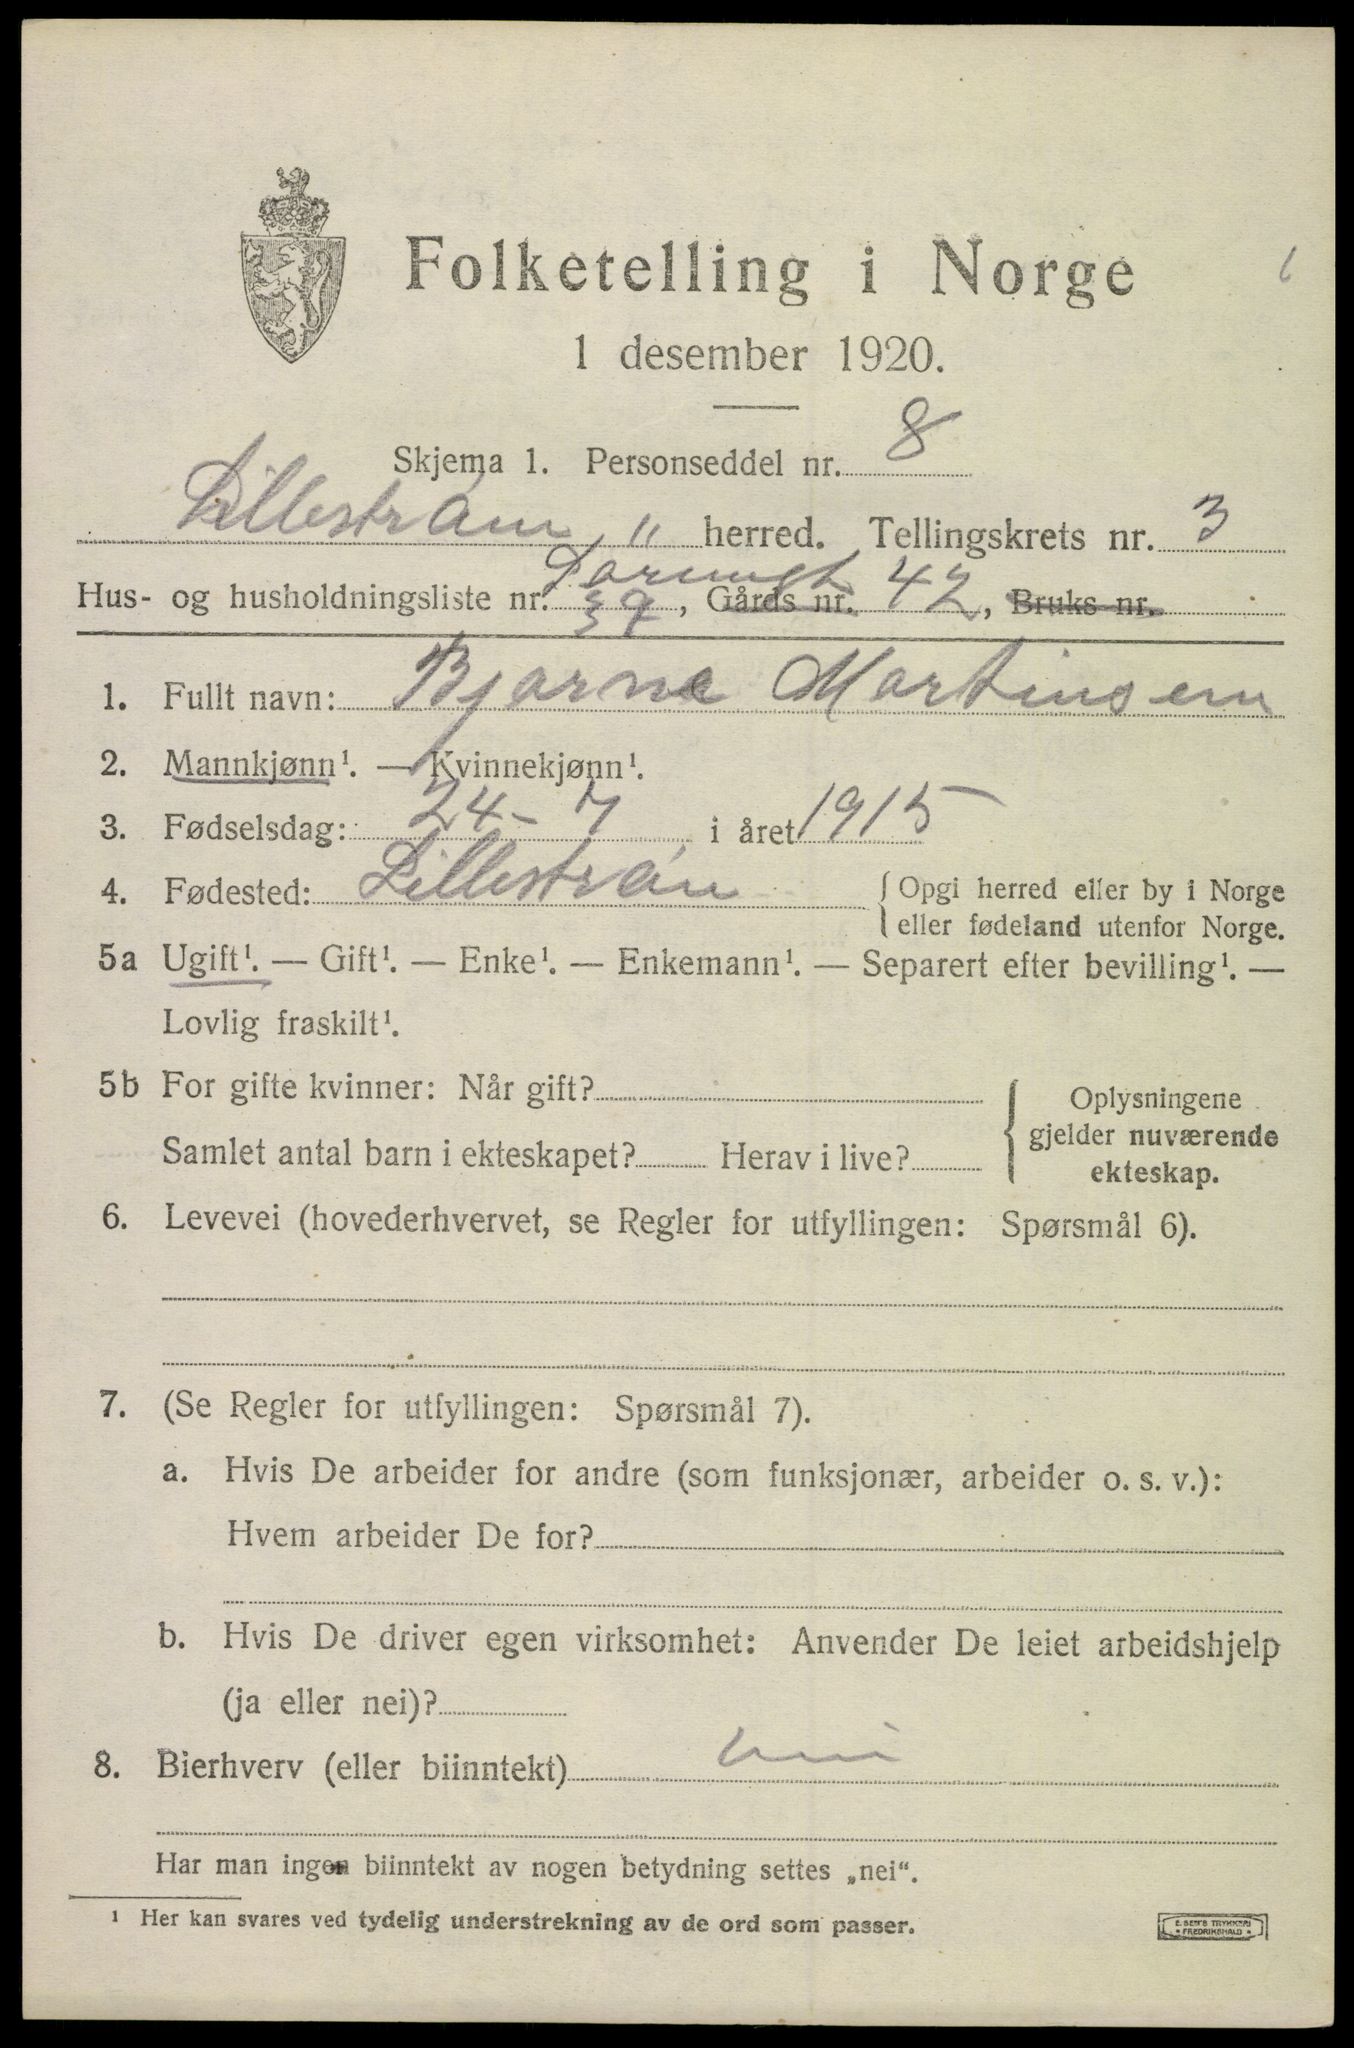 Folketelling i Norge
1 desember 1920.
Skjema 1. Personseddel nr. 8
Lillestrøm " herred. Tellingskrets nr. 3
Hus- og husholdningsliste nr. 39, Gårds nr. 42, Bruks nr.
1. Fullt navn: Bjarne Martinsen
2. Mannkjønn¹. — Kvinnekjønn¹.
3. Fødselsdag: 24-7 i året 1915
4. Fødested: Lillestrøm { Opgi herred eller by i Norge
eller fødeland utenfor Norge.
5a Ugift¹. — Gift¹. — Enke¹. — Enkemann¹. — Separert efter bevilling¹. —
Lovlig fraskilt¹.
5b For gifte kvinner: Når gift?
Samlet antal barn i ekteskapet? Herav i live?
Oplysningene
gjelder nuværende
ekteskap.
6. Levevei (hovederhvervet, se Regler for utfyllingen: Spørsmål 6).
7. (Se Regler for utfyllingen: Spørsmål 7).
a. Hvis De arbeider for andre (som funksjonær, arbeider o. s. v.):
Hvem arbeider De for?
b. Hvis De driver egen virksomhet: Anvender De leiet arbeidshjelp
(ja eller nei)?
8. Bierhverv (eller biinntekt) nei
Har man ingen biinntekt av nogen betydning settes „nei“.
¹ Her kan svares ved tydelig understrekning av de ord som passer.
E. SEM'S TRYKKERI
FREDRIKSHALD